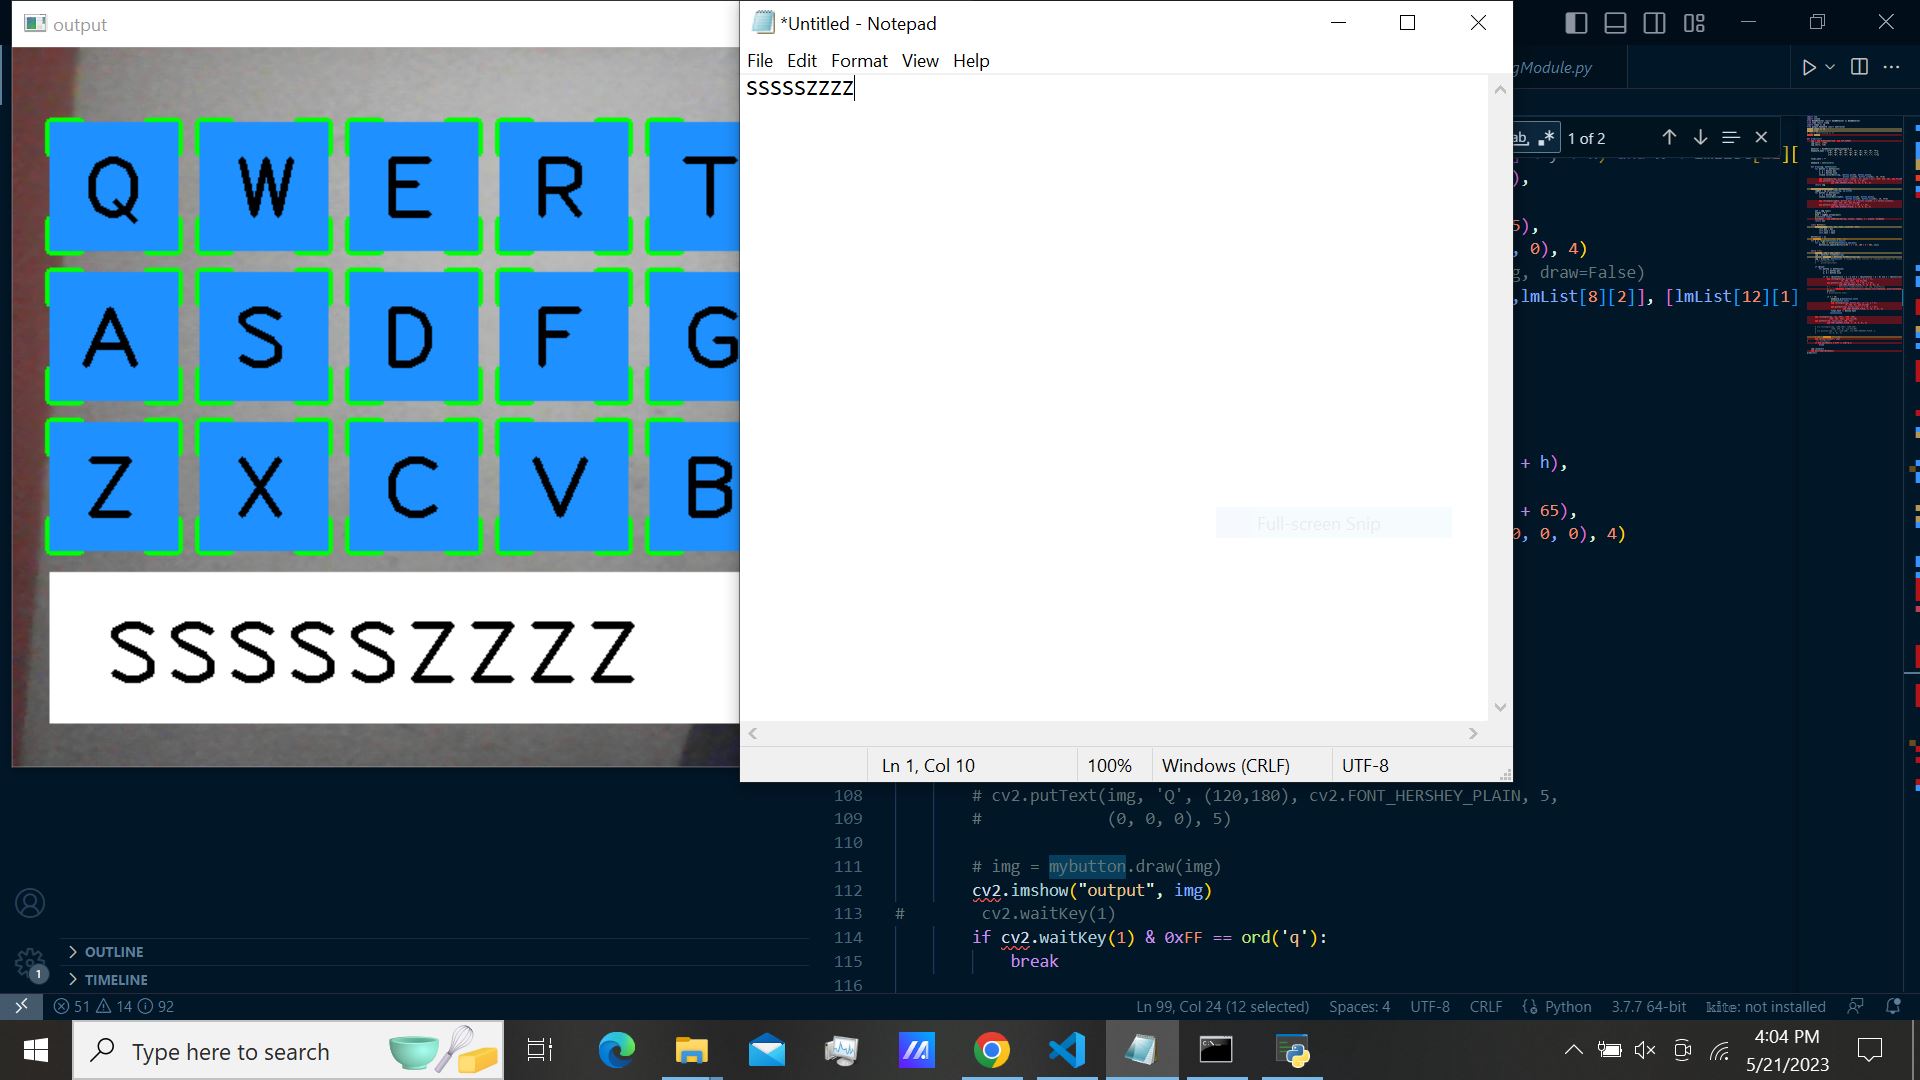 output
Q W E R T
A S D F G
Z X C V B
SSSSSZZZZ
*Untitled - Notepad
File Edit Format View Help
SSSSSZZZZ
Full-screen Snip
Ln 1, Col 10 100% Windows (CRLF) UTF-8
gModule.py
ab, .* 1 of 2
),
5),
, 0), 4)
g, draw=False)
,lmList[8][2]], [lmList[12][1]
+ h),
+ 65),
0, 0, 0), 4)
108 # cv2.putText(img, 'Q', (120,180), cv2.FONT_HERSHEY_PLAIN, 5,
109 # (0, 0, 0), 5)
110
111 # img = mybutton.draw(img)
112 cv2.imshow("output", img)
113 # cv2.waitKey(1)
114 if cv2.waitKey(1) & 0xFF == ord('q'):
115 break
116
1
OUTLINE
TIMELINE
51 14 92 Ln 99, Col 24 (12 selected) Spaces: 4 UTF-8 CRLF Python 3.7.7 64-bit kite: not installed
Type here to search
4:04 PM
5/21/2023